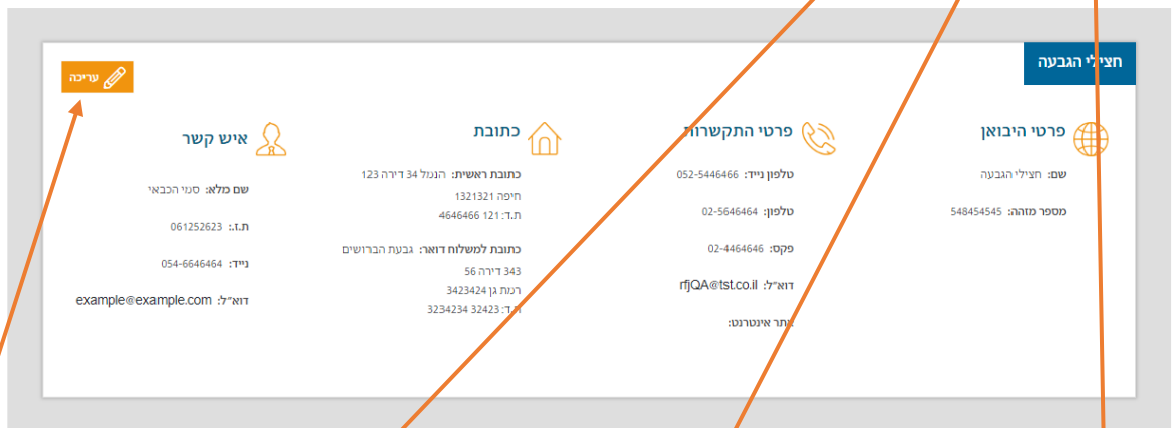 חצילי הגבעה
עריכה
פרטי היבואן
שם: חצילי הגבעה
מספר מזהה: 548454545
פרטי התקשרות
טלפון נייד: 052-5446466
טלפון: 02-5646464
פקס: 02-4464646
דוא"ל: rfjQA@tst.co.il
אתר אינטרנט:
כתובת
כתובת ראשית: הנמל 34 דירה 123
חיפה 1321321
ת.ד: 121 4646466
כתובת למשלוח דואר: גבעת הברושים
343 דירה 56
רמת גן 3423424
ת.ד: 32423 3234234
איש קשר
שם מלא: סמי הכבאי
ת.ז.: 061252623
נייד: 054-6646464
דוא"ל: example@example.com